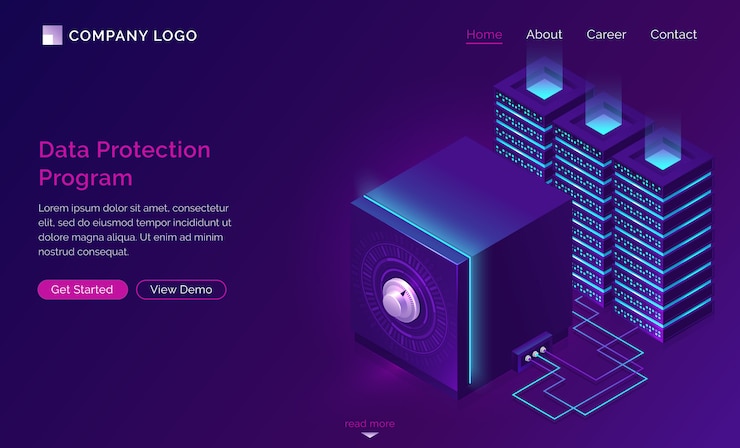 COMPANY LOGO
Home About Career Contact
Data Protection
Program
Lorem ipsum dolor sit amet, consectetur
elit, sed do eiusmod tempor incididunt ut
dolore magna aliqua. Ut enim ad minim
nostrud consequat.
Get Started View Demo
read more